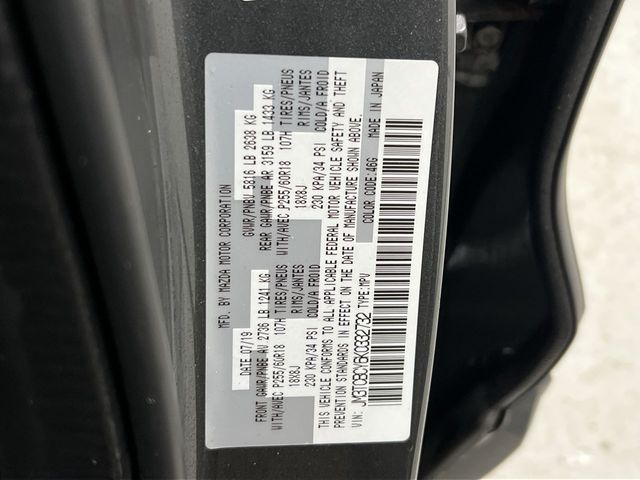 MFD. BY MAZDA MOTOR CORPORATION
DATE: 07/19 GVWR/PNBV 5816 LB 2638 KG
FRONT GAWR/PNBE AV 2736 LB 1241 KG REAR GAWR/PNBE AR 3159 LB 1433 KG
WITH/AVEC P255/60R18 107H TIRES/PNEUS WITH/AVEC P255/60R18 107H TIRES/PNEUS
18X8J RIMS/JANTES 18X8J RIMS/JANTES
230 KPA/34 PSI COLD/A FROID 230 KPA/34 PSI COLD/A FROID
THIS VEHICLE CONFORMS TO ALL APPLICABLE FEDERAL MOTOR VEHICLE SAFETY AND THEFT
PREVENTION STANDARDS IN EFFECT ON THE DATE OF MANUFACTURE SHOWN ABOVE.
COLOR CODE:46G MADE IN JAPAN
VIN: JM3TCBCY6K0332732 TYPE:MPV